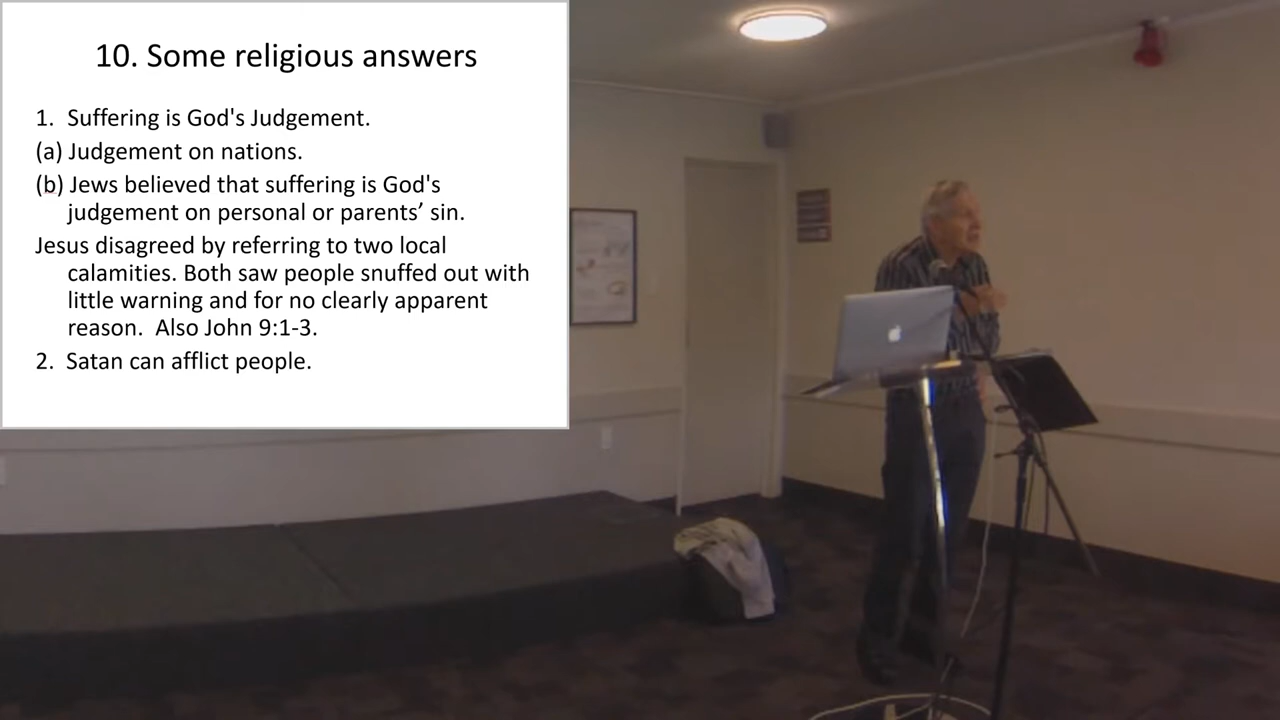 10. Some religious answers
1. Suffering is God's Judgement.
(a) Judgement on nations.
(b) Jews believed that suffering is God's
judgement on personal or parents’ sin.
Jesus disagreed by referring to two local
calamities. Both saw people snuffed out with
little warning and for no clearly apparent
reason.  Also John 9:1-3.
2. Satan can afflict people.